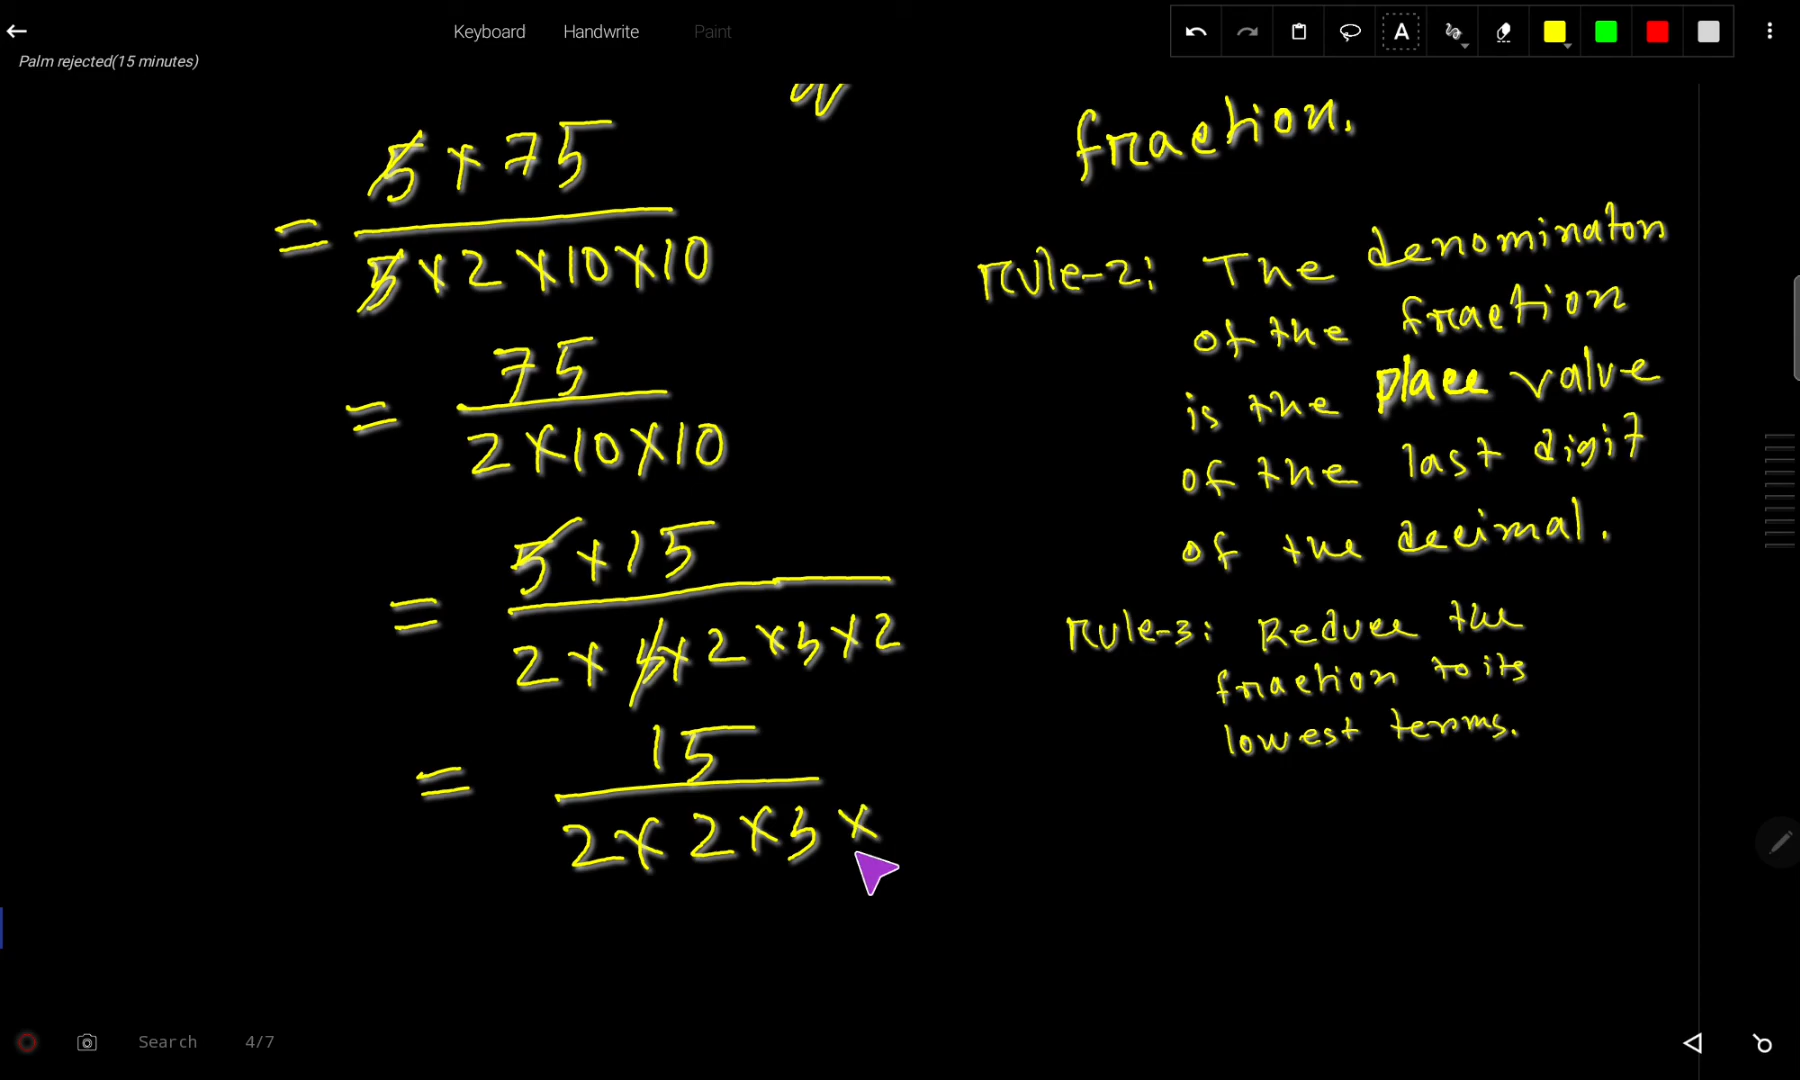 Keyboard Handwrite Paint
Palm rejected(15 minutes)
A
5 × 75
= 5 × 2 × 10 × 10
75
= 2 × 10 × 10
5 × 15
= 2 × 5 × 2 × 5 × 2
15
= 2 × 2 × 5 ×
fraction.
Rule-2: The denominator
of the fraction
is the place value
of the last digit
of the decimal.
Rule-3: Reduce the
fraction to its
lowest terms.
Search 4/7